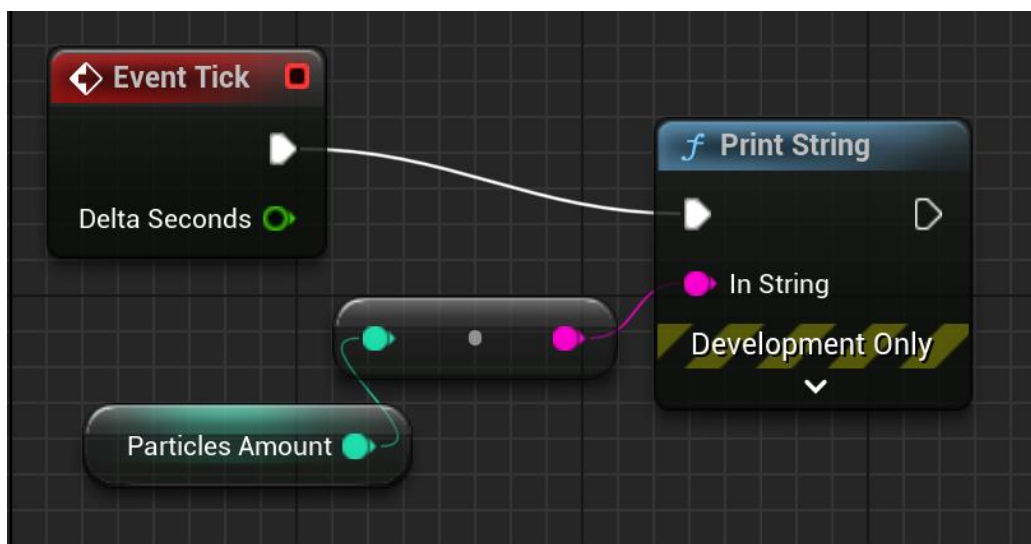 Event Tick
Delta Seconds
f Print String
In String
Development Only
Particles Amount